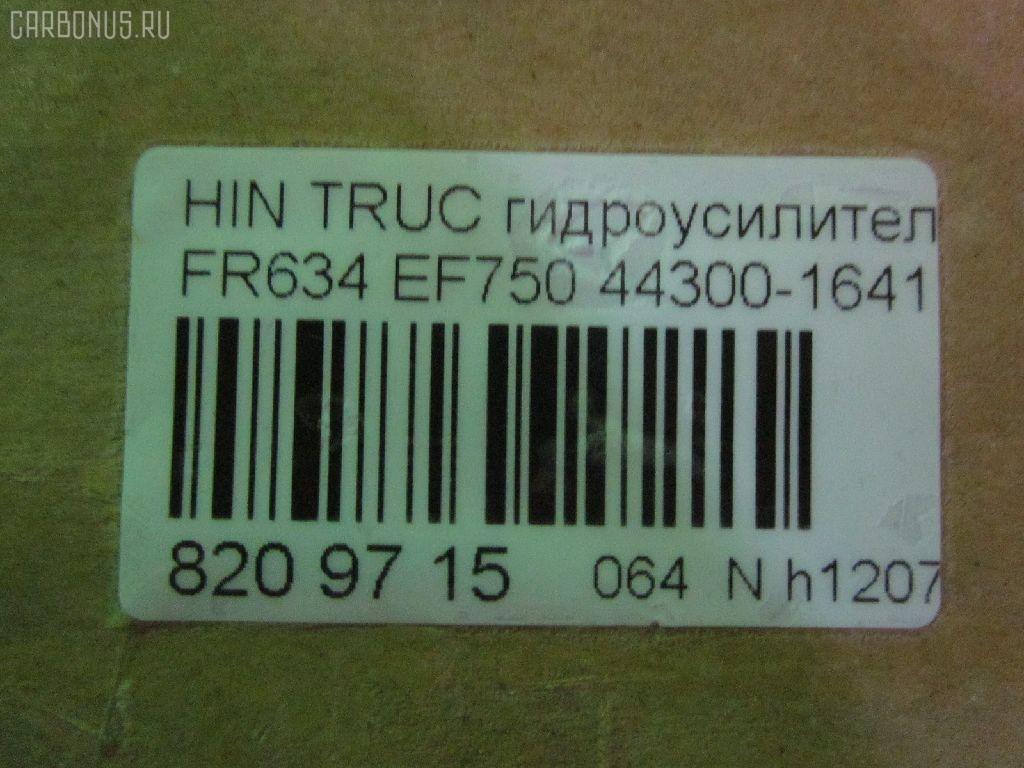 CARBONUS.RU
HIN TRUC гидроусилител
FR634 EF750 44300-1641
820 97 15 064 N h1207